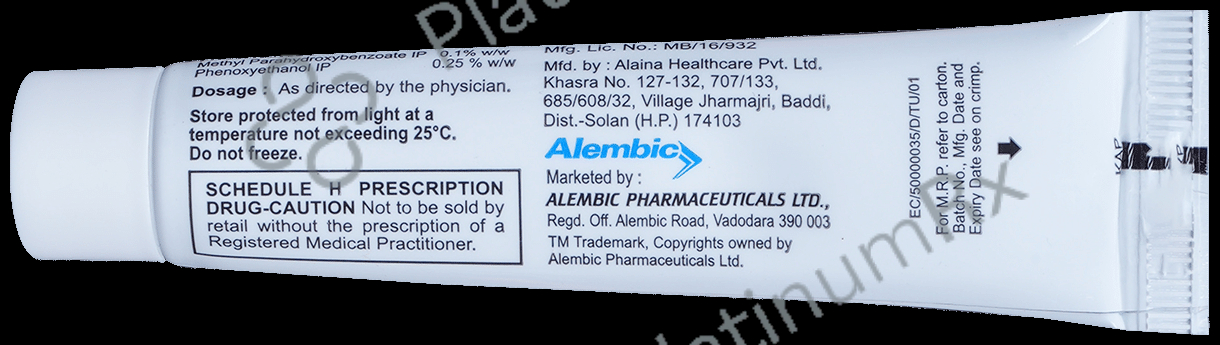 Methyl Parahydroxybenzoate IP 0.1% w/w
Phenoxyethanol IP 0.25 % w/w
Dosage : As directed by the physician.
Store protected from light at a
temperature not exceeding 25°C.
Do not freeze.
SCHEDULE H PRESCRIPTION
DRUG-CAUTION Not to be sold by
retail without the prescription of a
Registered Medical Practitioner.
Mfg. Lic. No.: MB/16/932
Mfd. by : Alaina Healthcare Pvt. Ltd.
Khasra No. 127-132, 707/133,
685/608/32, Village Jharmajri, Baddi,
Dist.-Solan (H.P.) 174103
Alembic
Marketed by :
ALEMBIC PHARMACEUTICALS LTD.,
Regd. Off. Alembic Road, Vadodara 390 003
TM Trademark, Copyrights owned by
Alembic Pharmaceuticals Ltd.
EC/50000035/D/TU/01
For M.R.P. refer to carton.
Batch No., Mfg. Date and
Expiry Date see on crimp.